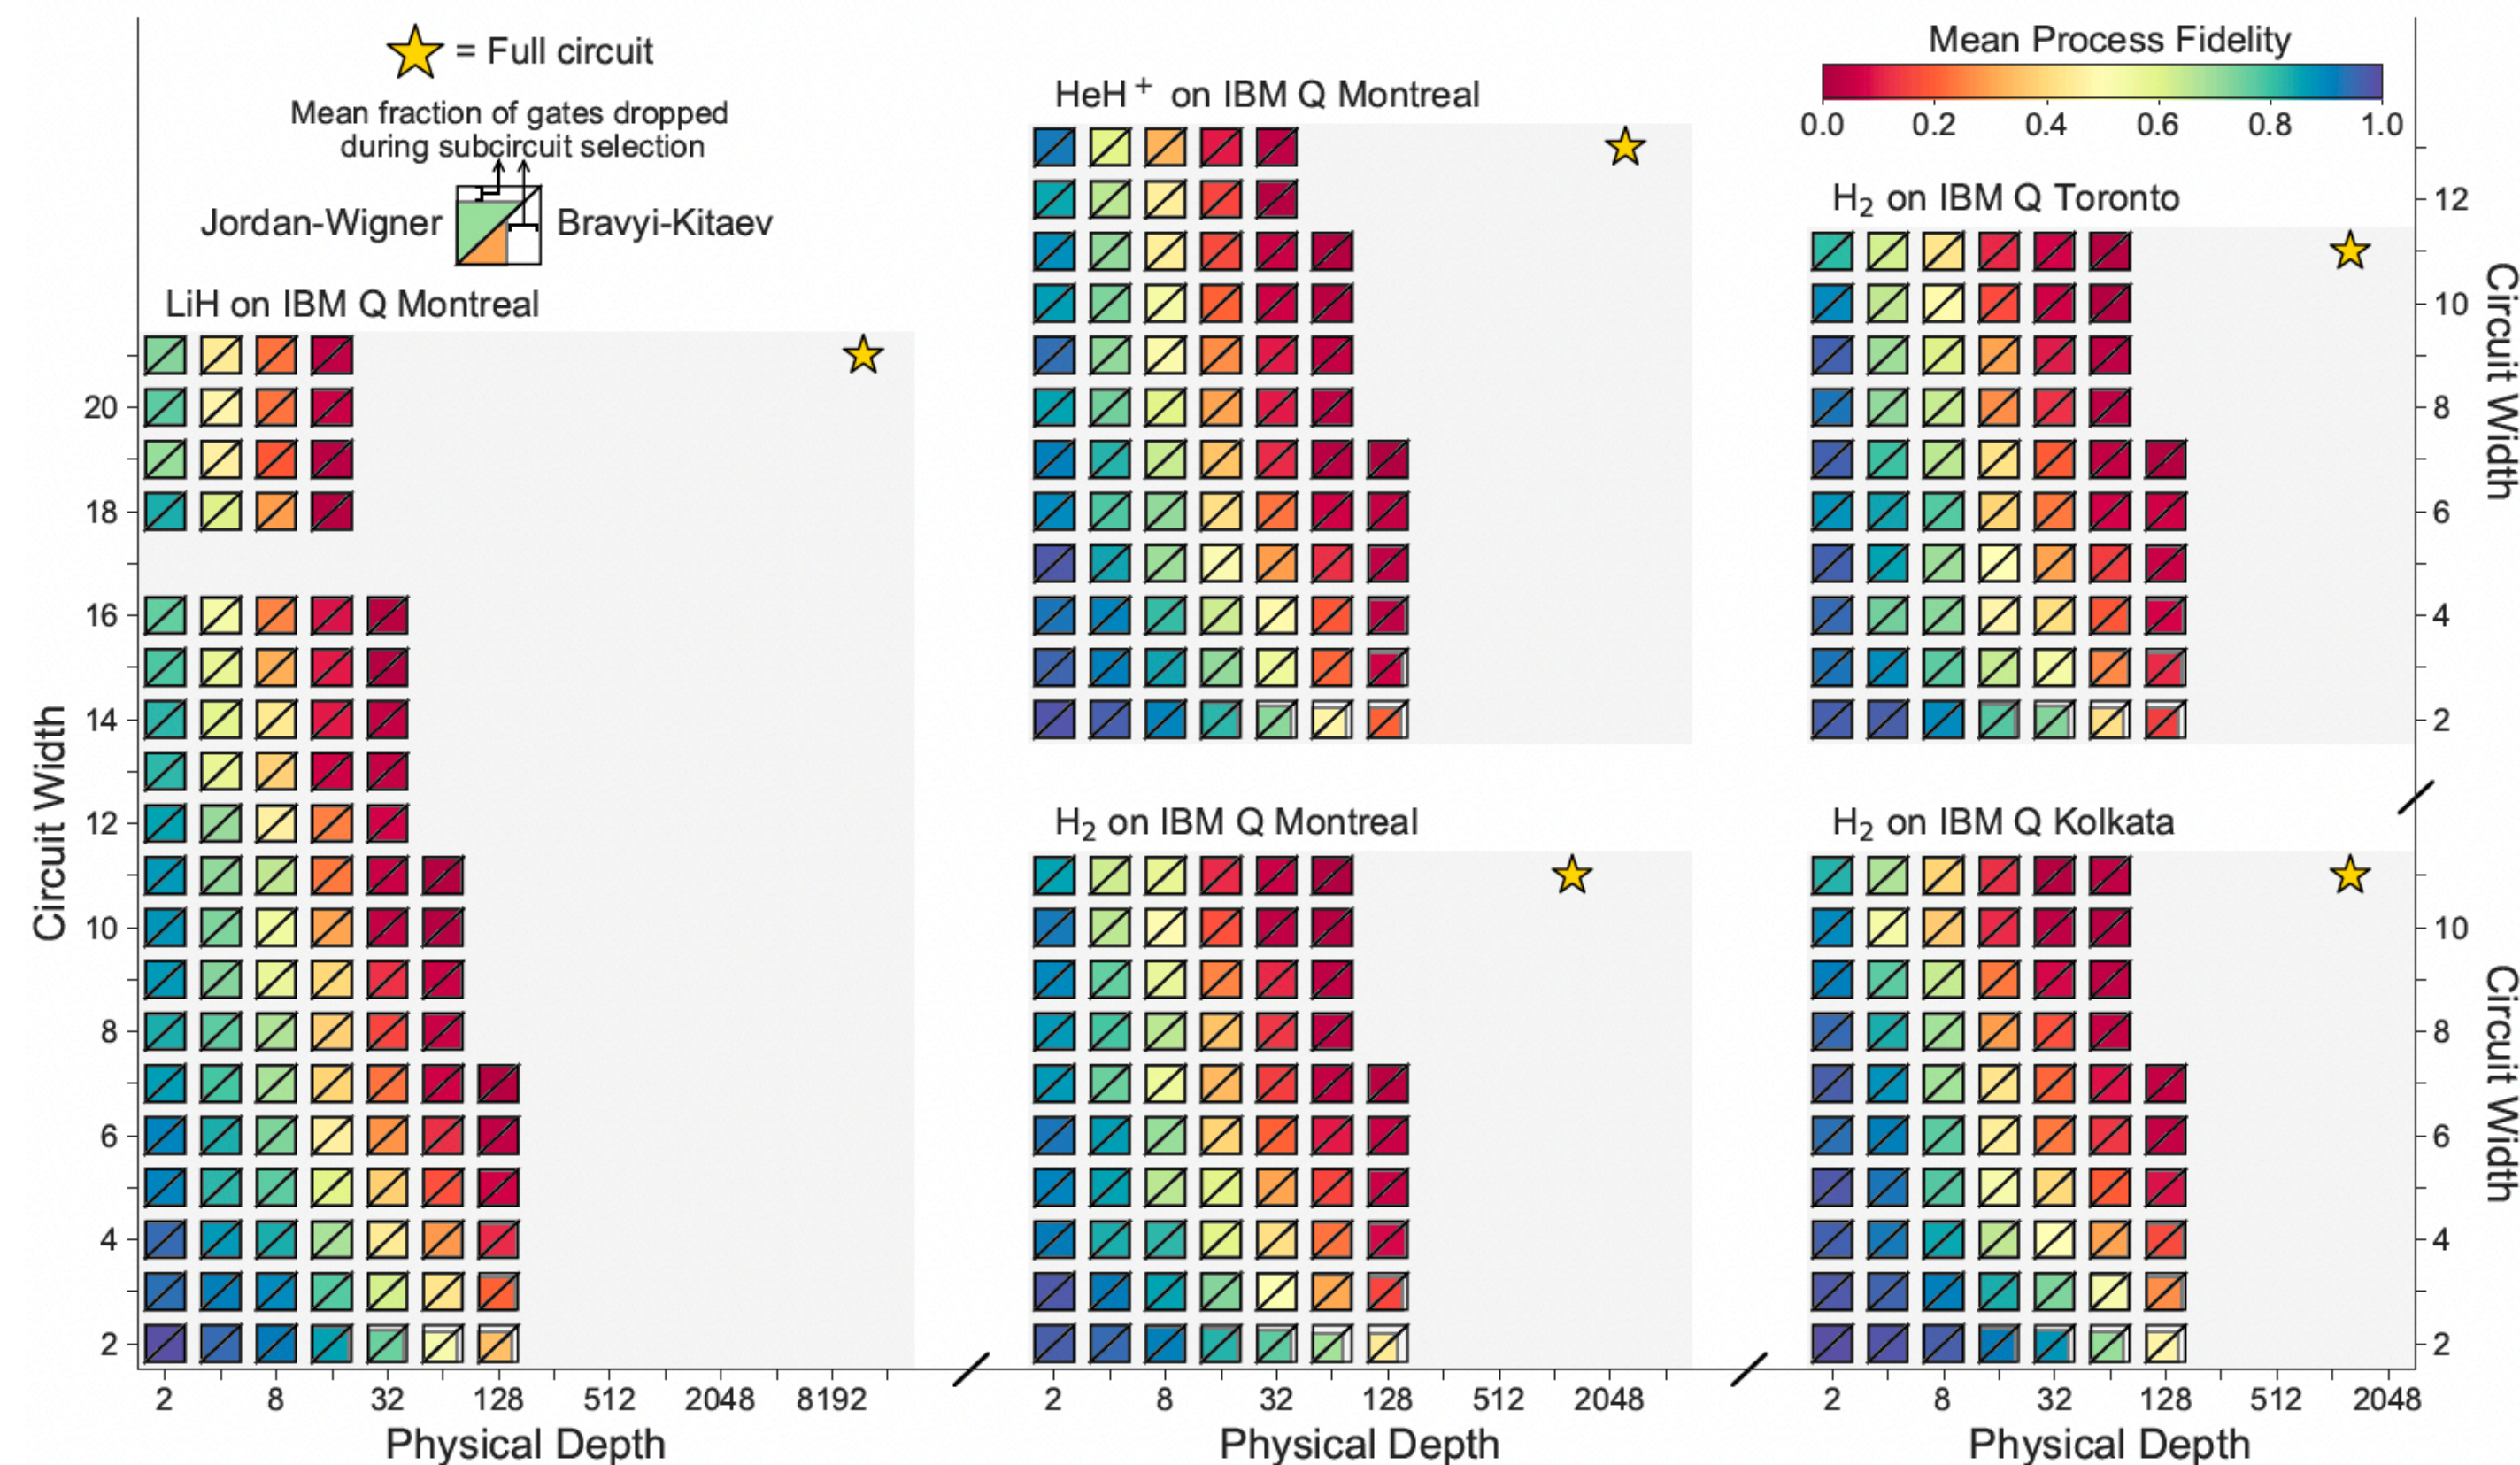 = Full circuit
Mean fraction of gates dropped
during subcircuit selection
Jordan-Wigner
Bravyi-Kitaev
LiH on IBM Q Montreal
20
18
16
14
12
10
8
6
4
2
Circuit Width
2 8 32 128 512 2048 8192
Physical Depth
HeH⁺ on IBM Q Montreal
H₂ on IBM Q Montreal
2 8 32 128 512 2048
Physical Depth
Mean Process Fidelity
0.0 0.2 0.4 0.6 0.8 1.0
H₂ on IBM Q Toronto
12
10
8
6
4
2
Circuit Width
H₂ on IBM Q Kolkata
10
8
6
4
2
Circuit Width
2 8 32 128 512 2048
Physical Depth